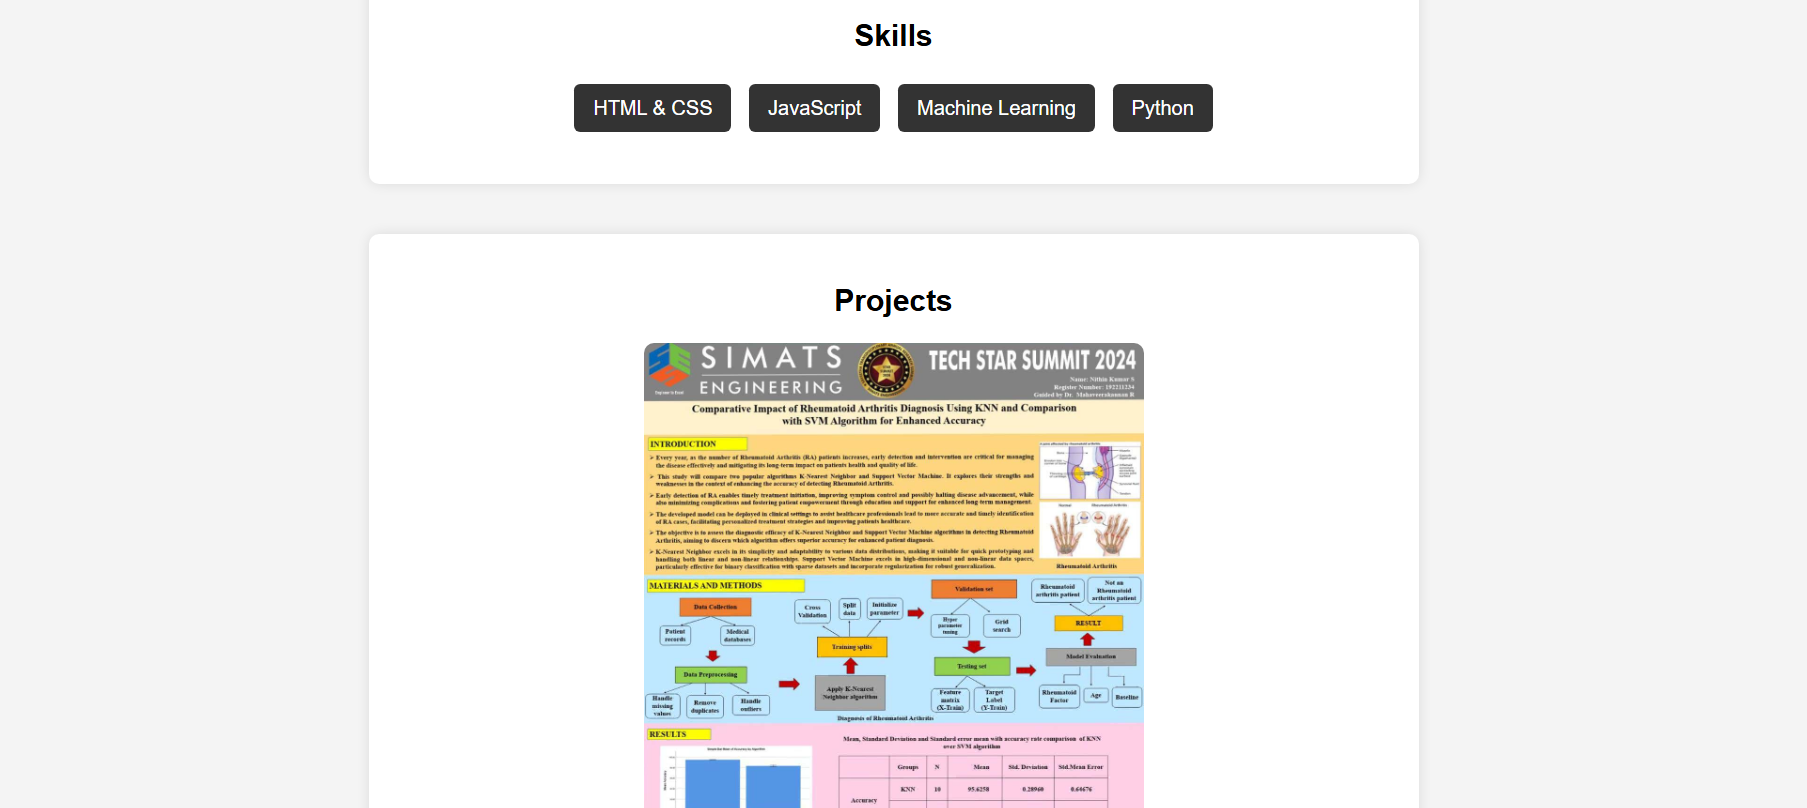 Skills
HTML & CSS
JavaScript
Machine Learning
Python
Projects
SIMATS
ENGINEERING
TECH STAR SUMMIT 2024
Name: Nithin Kumar S
Register Number: 192211234
Guided by Dr. Mahaveerakannan R
Comparative Impact of Rheumatoid Arthritis Diagnosis Using KNN and Comparison
with SVM Algorithm for Enhanced Accuracy
INTRODUCTION
➢ Every year, as the number of Rheumatoid Arthritis (RA) patients increases, early detection and intervention are critical for managing
the disease effectively and mitigating its long-term impact on patients health and quality of life.
➢ This study will compare two popular algorithms K-Nearest Neighbor and Support Vector Machine. It explores their strengths and
weaknesses in the context of enhancing the accuracy of detecting Rheumatoid Arthritis.
➢ Early detection of RA enables timely treatment initiation, improving symptom control and possibly halting disease advancement, while
also minimizing complications and fostering patient empowerment through education and support for enhanced long-term management.
➢ The developed model can be deployed in clinical settings to assist healthcare professionals lead to more accurate and timely identification
of RA cases, facilitating personalized treatment strategies and improving patients healthcare.
➢ The objective is to assess the diagnostic efficacy of K-Nearest Neighbor and Support Vector Machine algorithms in detecting Rheumatoid
Arthritis, aiming to discern which algorithm offers superior accuracy for enhanced patient diagnosis.
➢ K-Nearest Neighbor excels in its simplicity and adaptability to various data distributions, making it suitable for quick prototyping and
handling both linear and non-linear relationships. Support Vector Machine excels in high-dimensional and non-linear data spaces,
particularly effective for binary classification with sparse datasets and incorporate regularization for robust generalization.
Normal
Rheumatoid Arthritis
Rheumatoid Arthritis
MATERIALS AND METHODS
Data Collection
Patient
records
Medical
databases
Data Preprocessing
Handle
missing
values
Remove
duplicates
Handle
outliers
Cross
Validation
Split
data
Initialize
parameter
Training splits
Apply K-Nearest
Neighbor algorithm
Validation set
Hyper
parameter
tuning
Grid
search
Testing set
Feature
matrix
(X-Train)
Target
Label
(Y-Train)
Rheumatoid
arthritis patient
Not an
Rheumatoid
arthritis patient
RESULT
Model Evaluation
Rheumatoid
Factor
Age
Baseline
Diagnosis of Rheumatoid Arthritis
RESULTS
Mean, Standard Deviation and Standard error mean with accuracy rate comparison of KNN
over SVM algorithm
Groups N Mean Std. Deviation Std.Mean Error
KNN 10 95.6258 0.28960 0.64676
Accuracy